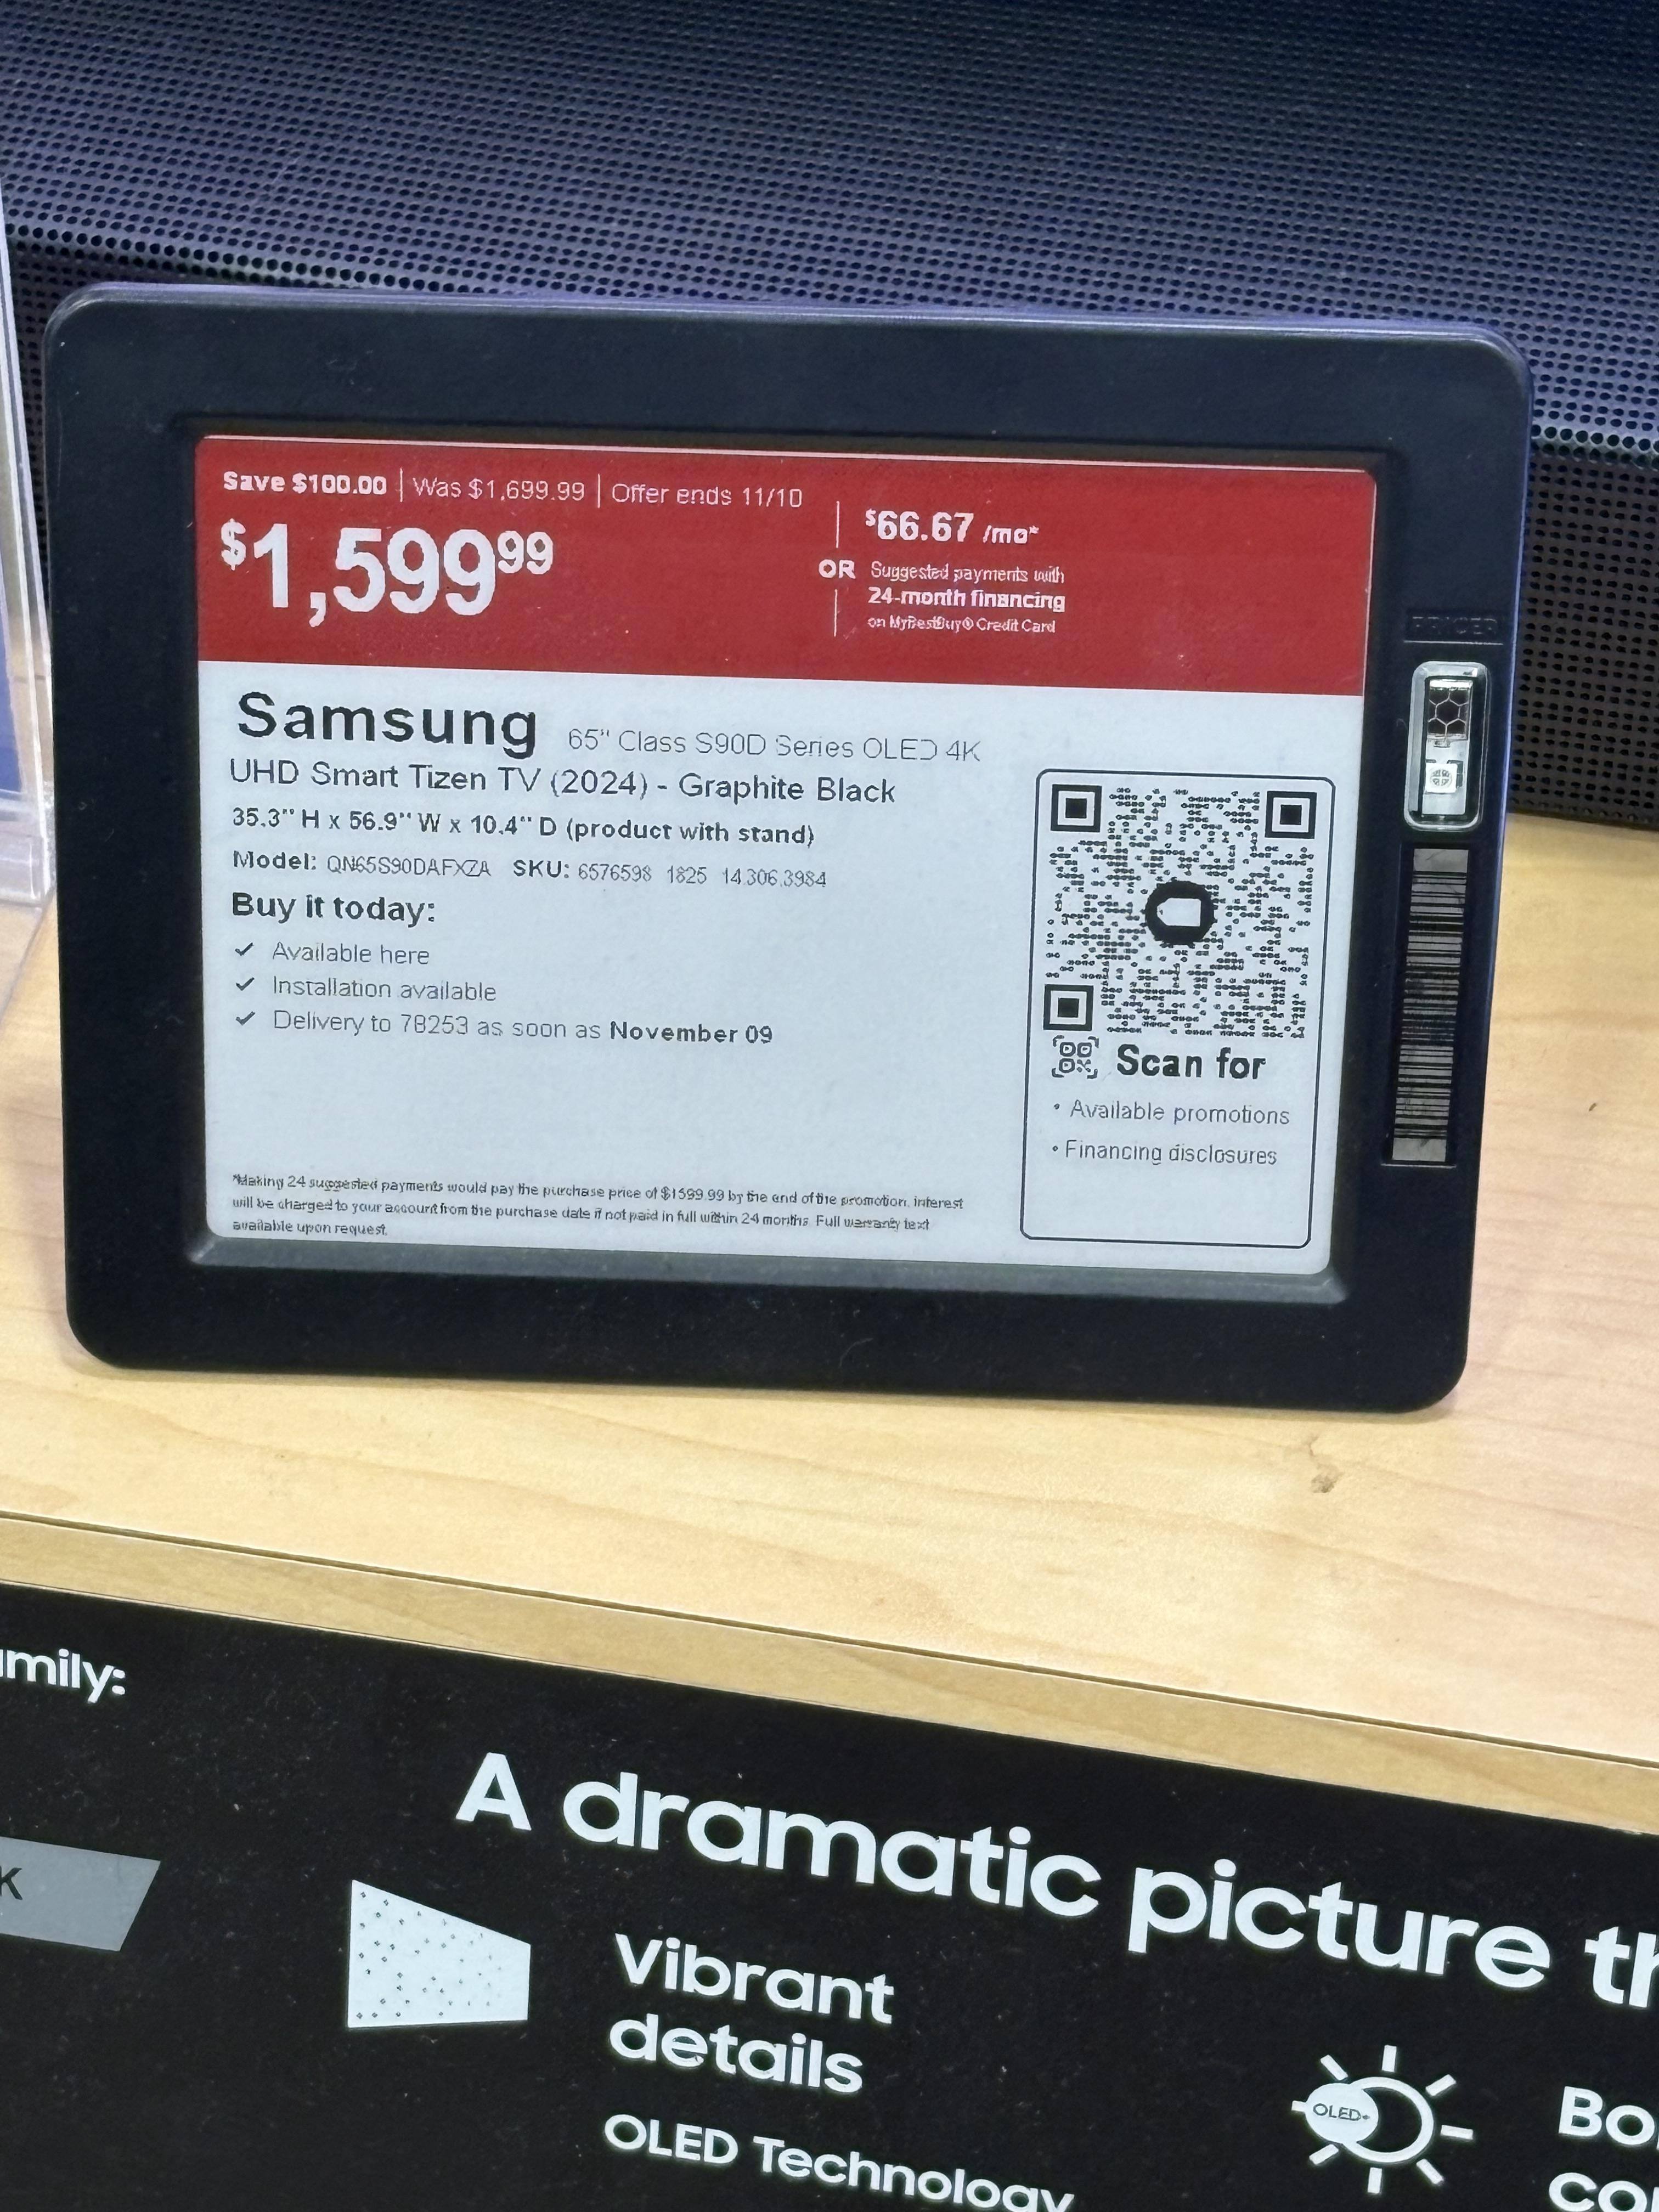 Save $100.00 | Was $1,699.99 | Offer ends 11/10
$1,59999
OR
$66.67 /mo*
Suggested payments with
24-month financing
on MyBestBuy® Credit Card
PRICER
Samsung 65" Class S90D Series OLED 4K
UHD Smart Tizen TV (2024) - Graphite Black
35.3" H x 56.9" W x 10.4" D (product with stand)
Model: QN65S90DAFXZA SKU: 6576598 1825 14.306.3984
Buy it today:
✓ Available here
✓ Installation available
✓ Delivery to 78253 as soon as November 09
Scan for
• Available promotions
• Financing disclosures
*Making 24 suggested payments would pay the purchase price of $1599.99 by the end of the promotion. interest
will be charged to your account from the purchase date if not paid in full within 24 months. Full warranty text
available upon request.
amily:
K
A dramatic picture th
Vibrant
details
OLED Technology
OLED+
Bo
co